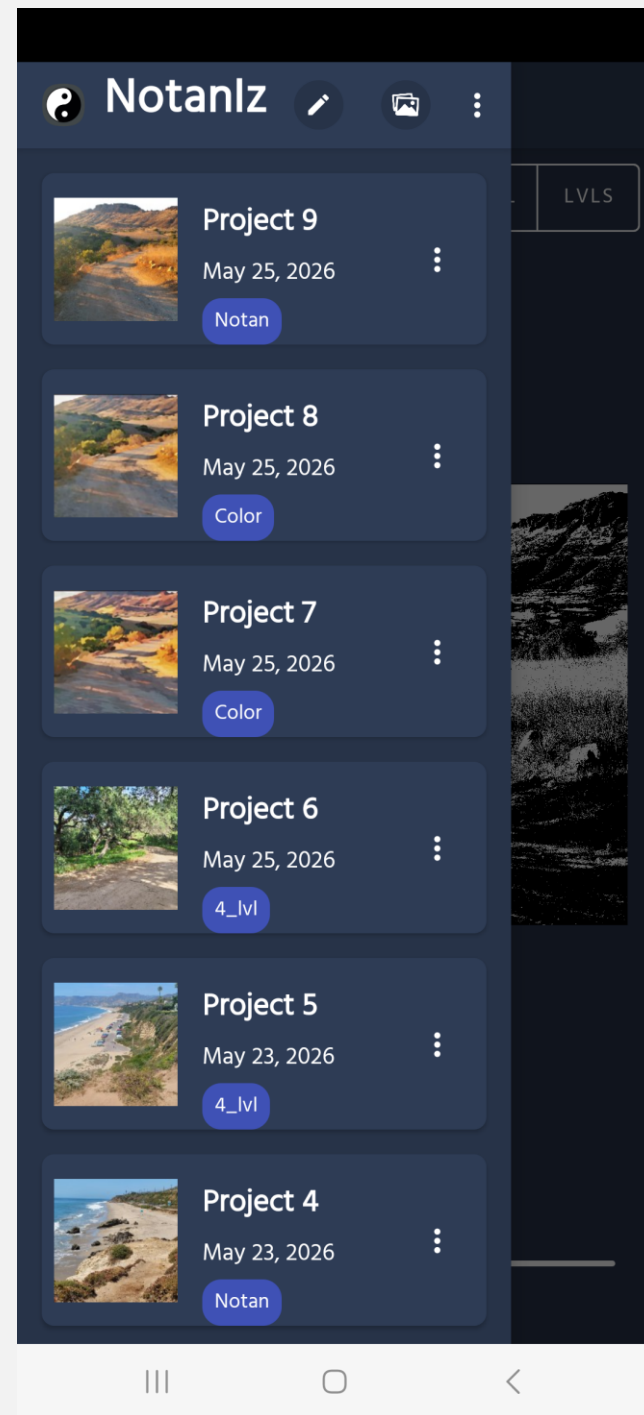 NotanIz
LVLS
Project 9
May 25, 2026
Notan
Project 8
May 25, 2026
Color
Project 7
May 25, 2026
Color
Project 6
May 25, 2026
4_lvl
Project 5
May 23, 2026
4_lvl
Project 4
May 23, 2026
Notan